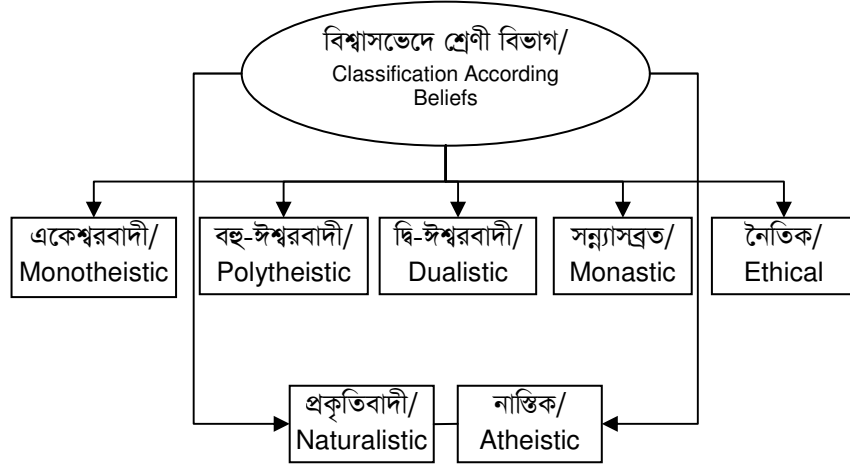 বিশ্বাসভেদে শ্রেণী বিভাগ/
Classification According
Beliefs
একেশ্বরবাদী/
Monotheistic
বহু-ঈশ্বরবাদী/
Polytheistic
দ্বি-ঈশ্বরবাদী/
Dualistic
সন্ন্যাসব্রত/
Monastic
নৈতিক/
Ethical
প্রকৃতিবাদী/
Naturalistic
নাস্তিক/
Atheistic